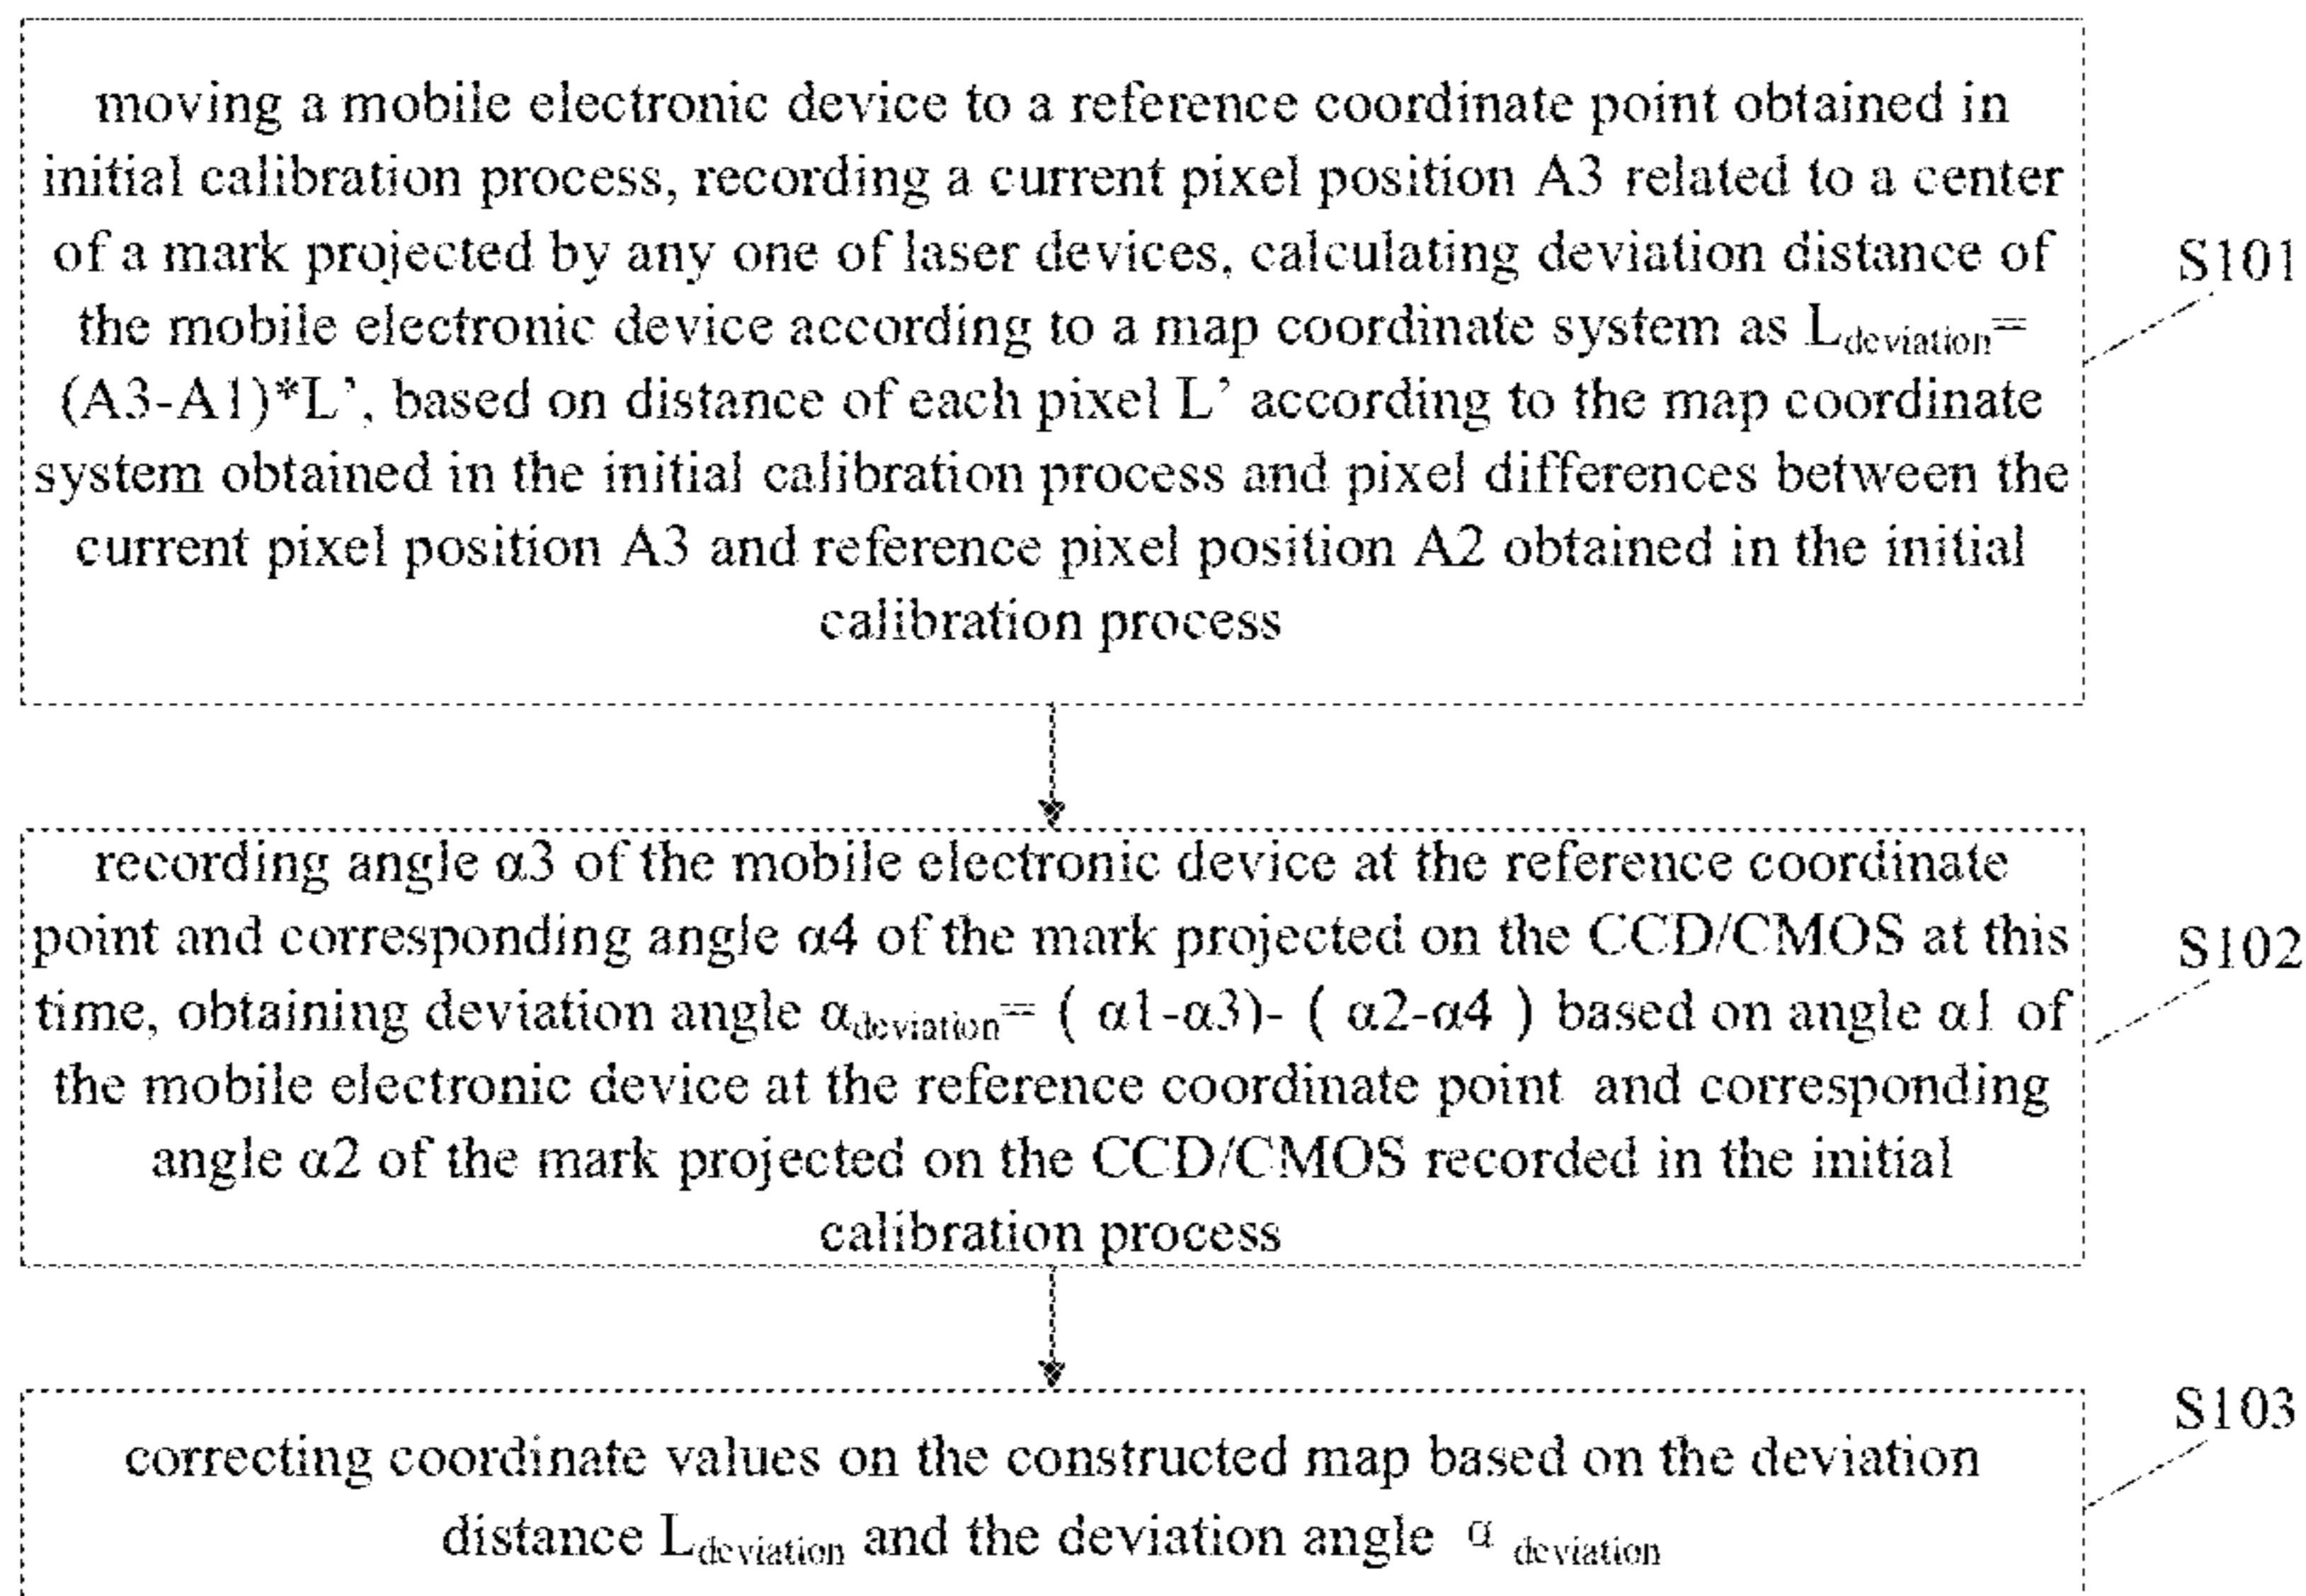 moving a mobile electronic device to a reference coordinate point obtained in
initial calibration process, recording a current pixel position A3 related to a center
of a mark projected by any one of laser devices, calculating deviation distance of
the mobile electronic device according to a map coordinate system as Ldeviation=
(A3-A1)*L’, based on distance of each pixel L’ according to the map coordinate
system obtained in the initial calibration process and pixel differences between the
current pixel position A3 and reference pixel position A2 obtained in the initial
calibration process
S101
recording angle α3 of the mobile electronic device at the reference coordinate
point and corresponding angle α4 of the mark projected on the CCD/CMOS at this
time, obtaining deviation angle αdeviation= ( α1-α3)- ( α2-α4 ) based on angle α1 of
the mobile electronic device at the reference coordinate point and corresponding
angle α2 of the mark projected on the CCD/CMOS recorded in the initial
calibration process
S102
correcting coordinate values on the constructed map based on the deviation
distance Ldeviation and the deviation angle α deviation
S103